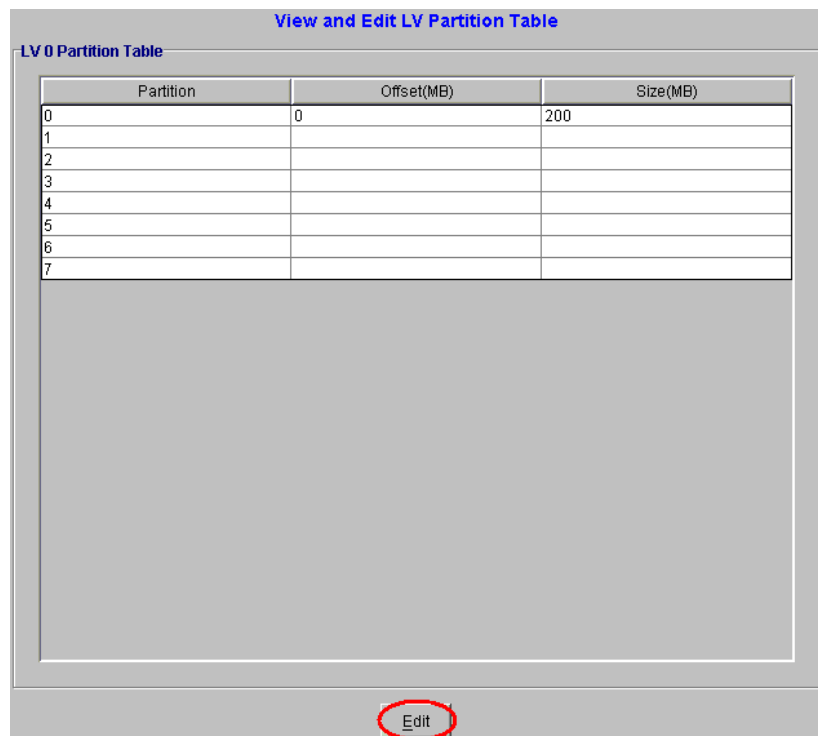 View and Edit LV Partition Table
LV 0 Partition Table
Partition Offset(MB) Size(MB)
0 0 200
1
2
3
4
5
6
7
Edit